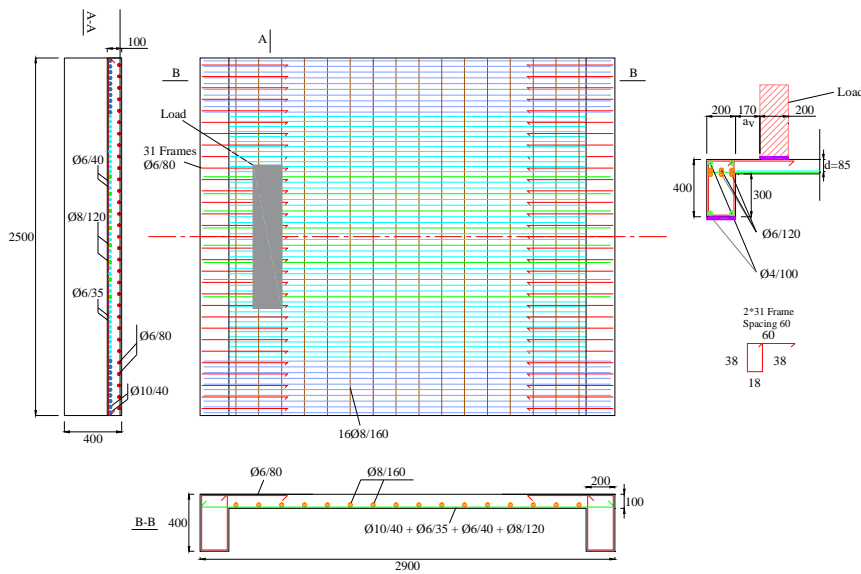 A-A
100
A
B
B
Load
31 Frames
Ø6/80
Ø6/40
Ø8/120
Ø6/35
2500
Ø6/80
Ø10/40
400
16Ø8/160
Load
200
170
200
av
d=85
400
300
Ø6/120
Ø4/100
2*31 Frame
Spacing 60
60
38
38
18
Ø6/80
Ø8/160
200
100
B-B
400
Ø10/40 + Ø6/35 + Ø6/40 + Ø8/120
2900